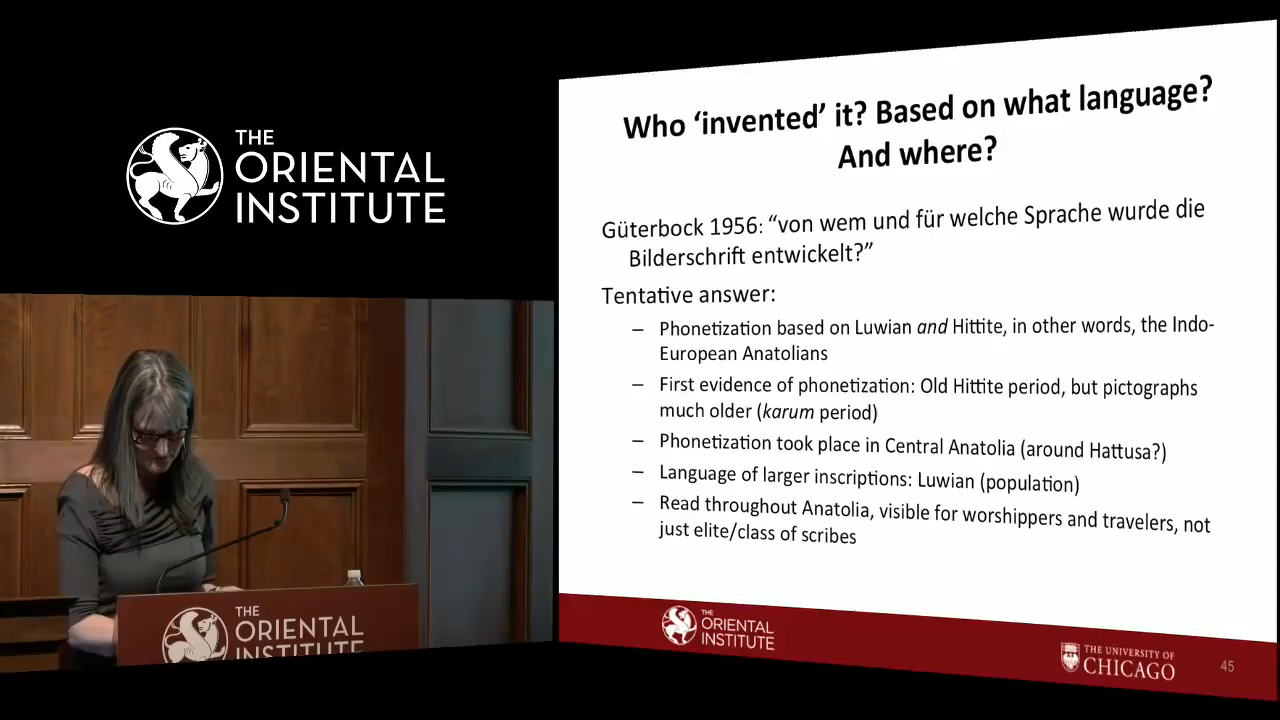 THE
ORIENTAL
INSTITUTE
THE
ORIENTAL
INSTITUTE
Who ‘invented’ it? Based on what language?
And where?
Güterbock 1956: “von wem und für welche Sprache wurde die
Bilderschrift entwickelt?”
Tentative answer:
– Phonetization based on Luwian and Hittite, in other words, the Indo-
European Anatolians
– First evidence of phonetization: Old Hittite period, but pictographs
much older (karum period)
– Phonetization took place in Central Anatolia (around Hattusa?)
– Language of larger inscriptions: Luwian (population)
– Read throughout Anatolia, visible for worshippers and travelers, not
just elite/class of scribes
THE
ORIENTAL
INSTITUTE
THE UNIVERSITY OF
CHICAGO
45